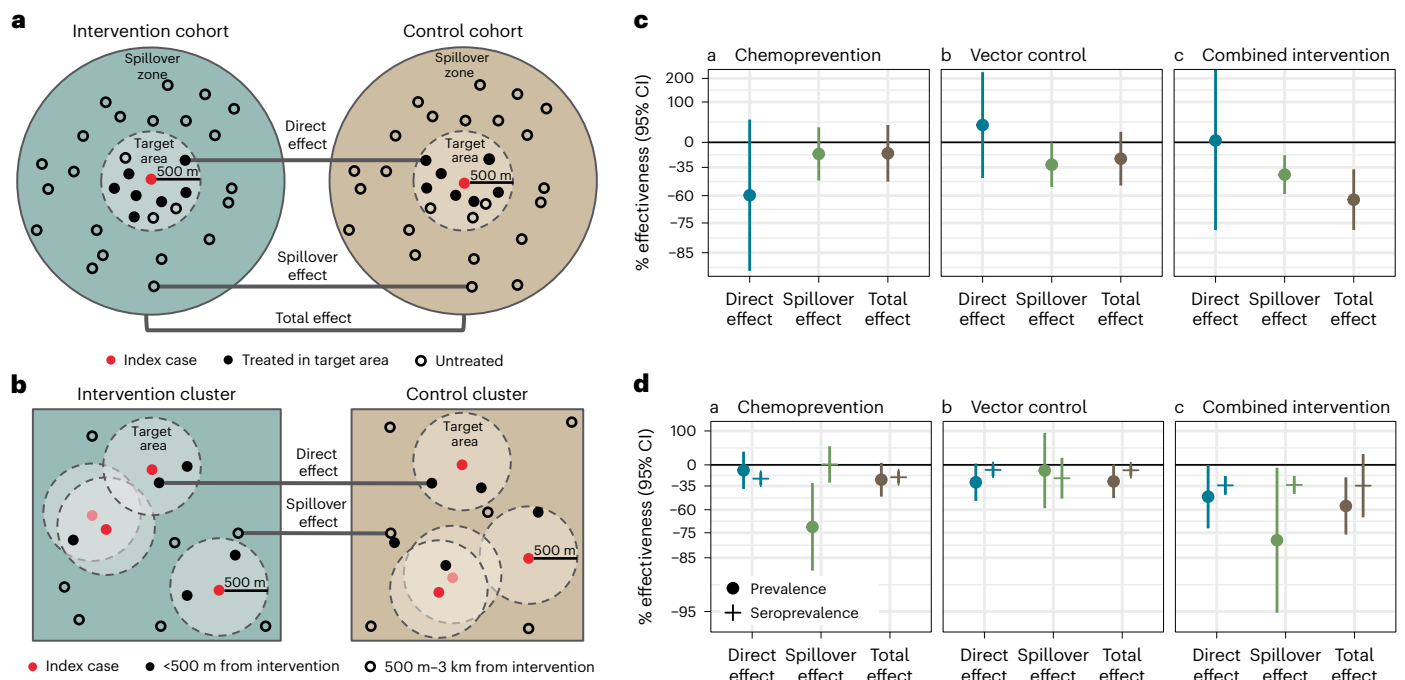 a
Intervention cohort
Control cohort
Spillover
zone
Spillover
zone
Target
area
500 m
Direct
effect
Target
area
500 m
Spillover
effect
Total effect
Index case
Treated in target area
Untreated
b
Intervention cluster
Control cluster
Target
area
Target
area
Direct
effect
Spillover
effect
500 m
500 m
Index case
<500 m from intervention
500 m–3 km from intervention
c
a Chemoprevention
b Vector control
c Combined intervention
% effectiveness (95% CI)
200
100
0
−35
−60
−75
−85
Direct
effect
Spillover
effect
Total
effect
Direct
effect
Spillover
effect
Total
effect
Direct
effect
Spillover
effect
Total
effect
d
a Chemoprevention
b Vector control
c Combined intervention
% effectiveness (95% CI)
100
0
−35
−60
−75
−85
−95
Prevalence
Seroprevalence
Direct
effect
Spillover
effect
Total
effect
Direct
effect
Spillover
effect
Total
effect
Direct
effect
Spillover
effect
Total
effect